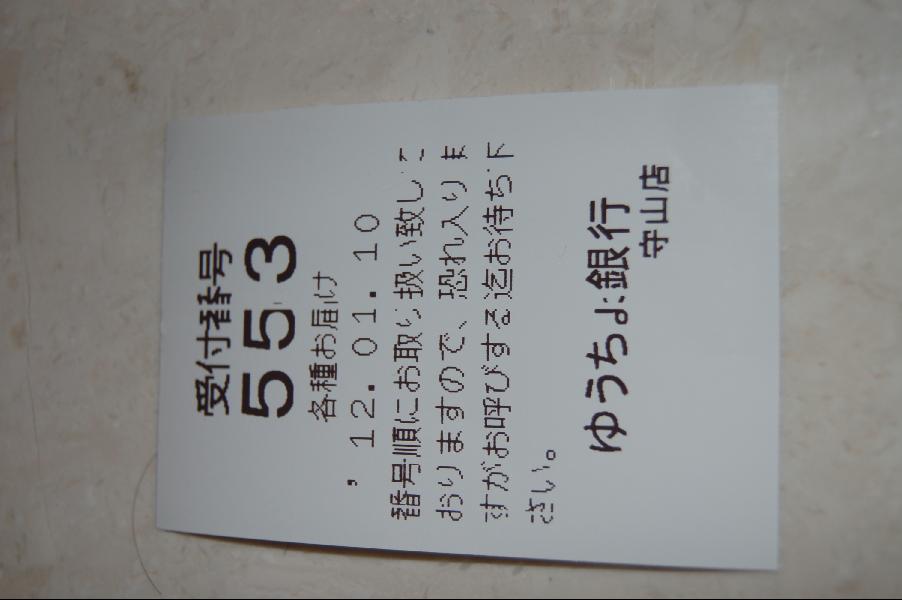 受付番号
553
各種お届け
'12.01.10
番号順にお取り扱い致して
おりますので、恐れ入りま
すがお呼びする迄お待ち下
さい。
ゆうちょ銀行
守山店